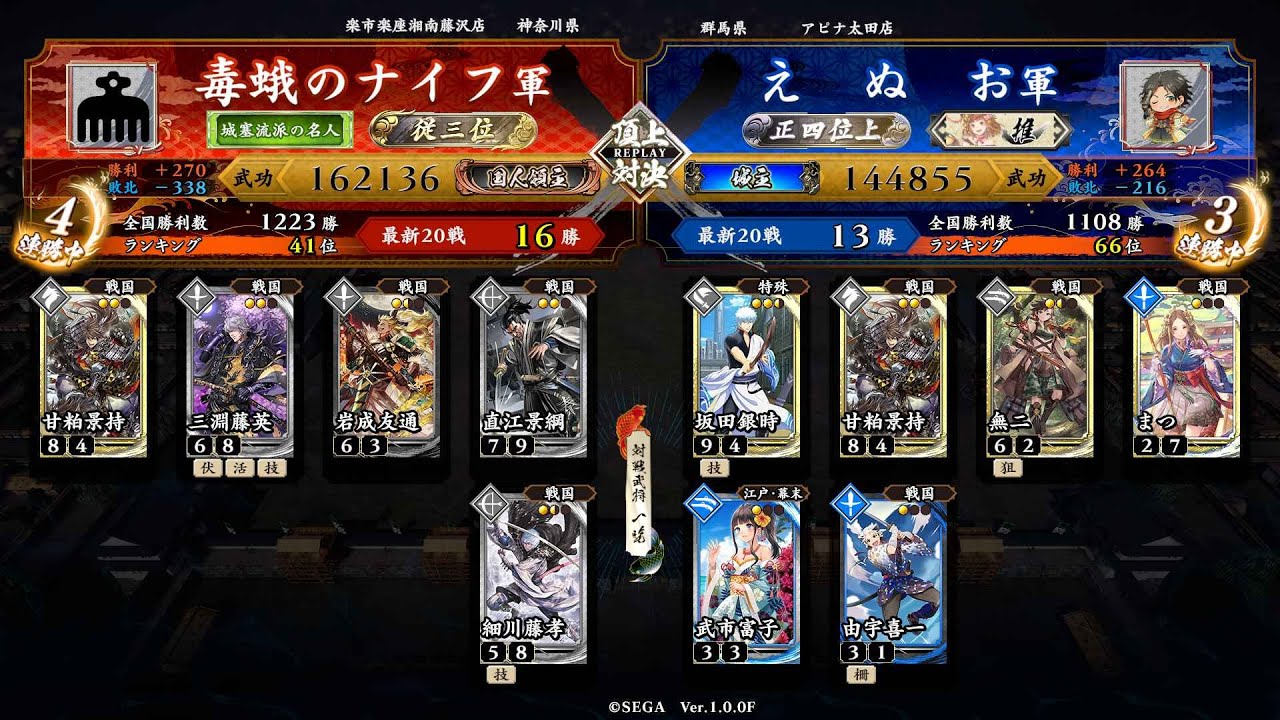 楽市楽座湘南藤沢店 神奈川県
群馬県 アピナ太田店
毒蛾のナイフ軍
城塞流派の名人 従三位
勝利 +270
敗北 -338
武功 162136 国人領主
4連勝中
全国勝利数 1223勝
ランキング 41位
最新20戦 16勝
頂上
REPLAY
対決
えぬお軍
正四位上 推
城主 144855 武功
勝利 +264
敗北 -216
最新20戦 13勝
全国勝利数 1108勝
ランキング 66位
3連勝中
戦国
甘粕景持
8 4
戦国
三淵藤英
6 8
伏 活 技
戦国
岩成友通
6 3
戦国
直江景綱
7 9
戦国
細川藤孝
5 8
技
対戦武将一覧
特殊
坂田銀時
9 4
技
戦国
甘粕景持
8 4
戦国
無二
6 2
狙
戦国
まつ
2 7
江戸・幕末
武市富子
3 3
戦国
由宇喜一
3 1
柵
©SEGA Ver.1.0.0F